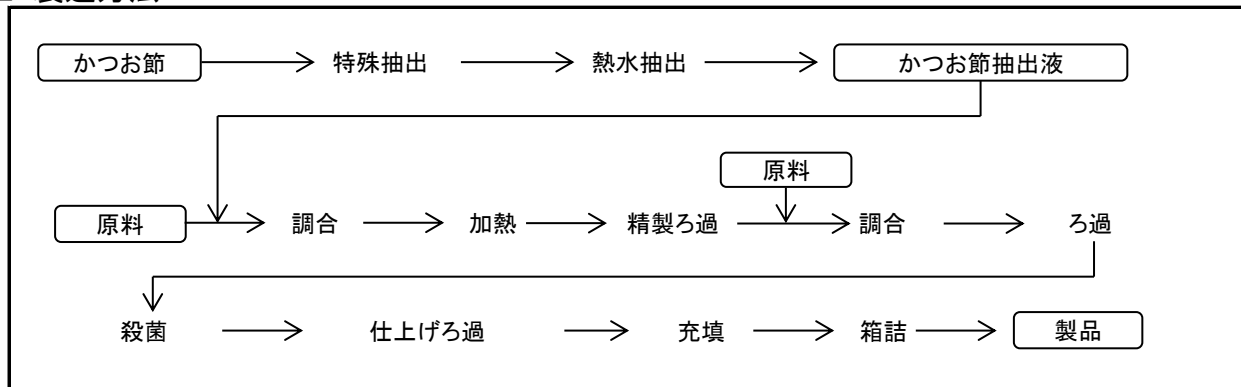 かつお節 特殊抽出 熱水抽出 かつお節抽出液
原料
原料 調合 加熱 精製ろ過 調合 ろ過
殺菌 仕上げろ過 充填 箱詰 製品